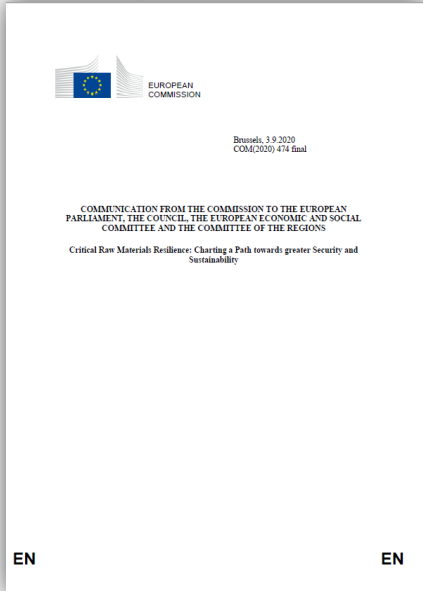 EUROPEAN
COMMISSION
Brussels, 3.9.2020
COM(2020) 474 final
COMMUNICATION FROM THE COMMISSION TO THE EUROPEAN
PARLIAMENT, THE COUNCIL, THE EUROPEAN ECONOMIC AND SOCIAL
COMMITTEE AND THE COMMITTEE OF THE REGIONS
Critical Raw Materials Resilience: Charting a Path towards greater Security and
Sustainability
EN EN